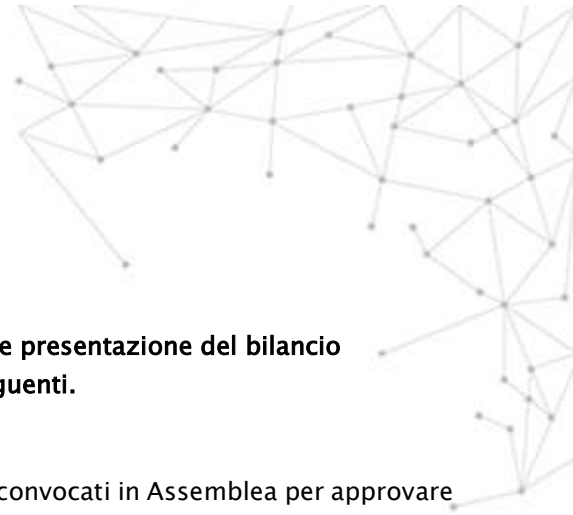 e presentazione del bilancio
guenti.
convocati in Assemblea per approvare